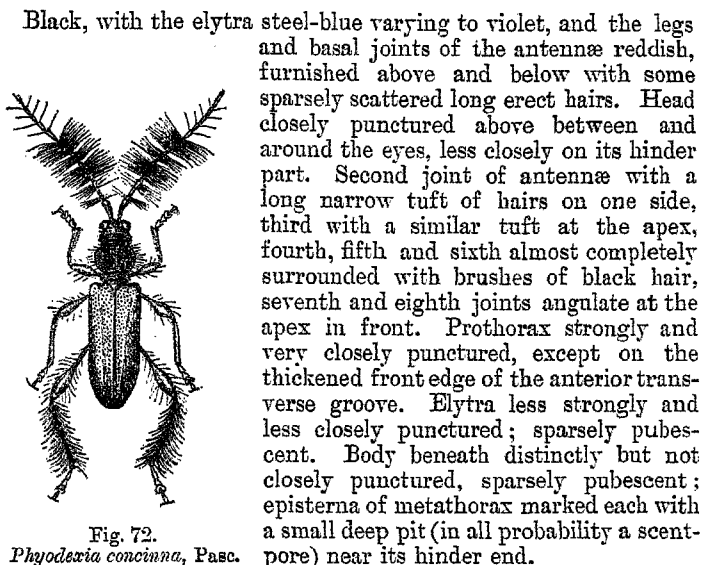 Black, with the elytra steel-blue varying to violet, and the legs
and basal joints of the antennæ reddish,
furnished above and below with some
sparsely scattered long erect hairs. Head
closely punctured above between and
around the eyes, less closely on its hinder
part. Second joint of antennæ with a
long narrow tuft of hairs on one side,
third with a similar tuft at the apex,
fourth, fifth and sixth almost completely
surrounded with brushes of black hair,
seventh and eighth joints angulate at the
apex in front. Prothorax strongly and
very closely punctured, except on the
thickened front edge of the anterior trans-
verse groove. Elytra less strongly and
less closely punctured; sparsely pubes-
cent. Body beneath distinctly but not
closely punctured, sparsely pubescent;
episterna of metathorax marked each with
a small deep pit (in all probability a scent-
pore) near its hinder end.
Fig. 72.
Phyodexia concinna, Pasc.